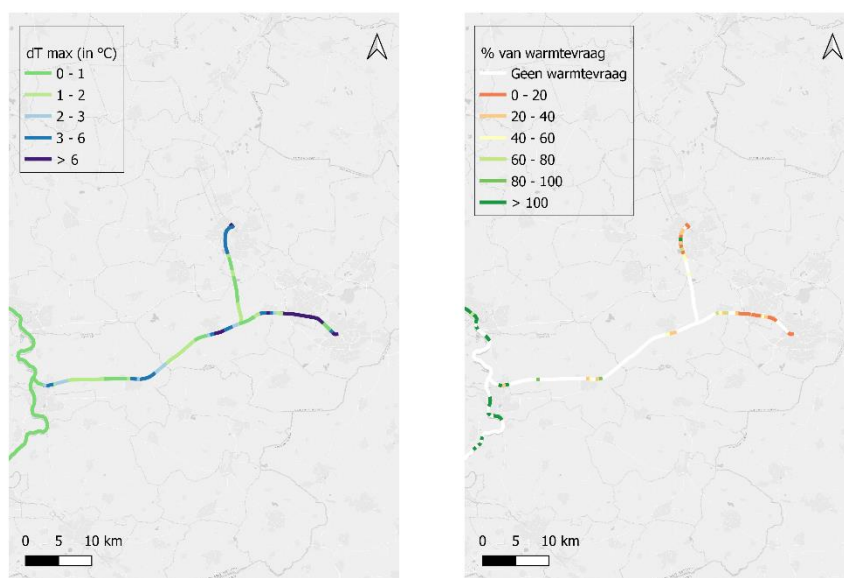 dT max (in °C)
0 - 1
1 - 2
2 - 3
3 - 6
> 6
0 5 10 km
% van warmtevraag
Geen warmtevraag
0 - 20
20 - 40
40 - 60
60 - 80
80 - 100
> 100
0 5 10 km